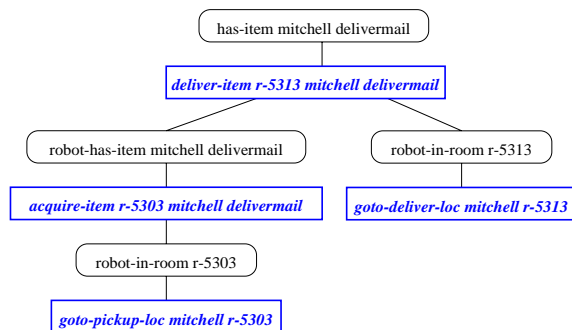 has-item mitchell delivermail
deliver-item r-5313 mitchell delivermail
robot-has-item mitchell delivermail
robot-in-room r-5313
acquire-item r-5303 mitchell delivermail
goto-deliver-loc mitchell r-5313
robot-in-room r-5303
goto-pickup-loc mitchell r-5303